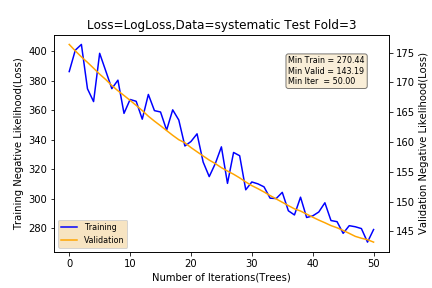 Loss=LogLoss,Data=systematic Test Fold=3
Training Negative Likelihood(Loss)
400
380
360
340
320
300
280
Min Train = 270.44
Min Valid = 143.19
Min Iter = 50.00
Training
Validation
175
170
165
160
155
150
145
Validation Negative Likelihood(Loss)
0
10
20
30
40
50
Number of Iterations(Trees)